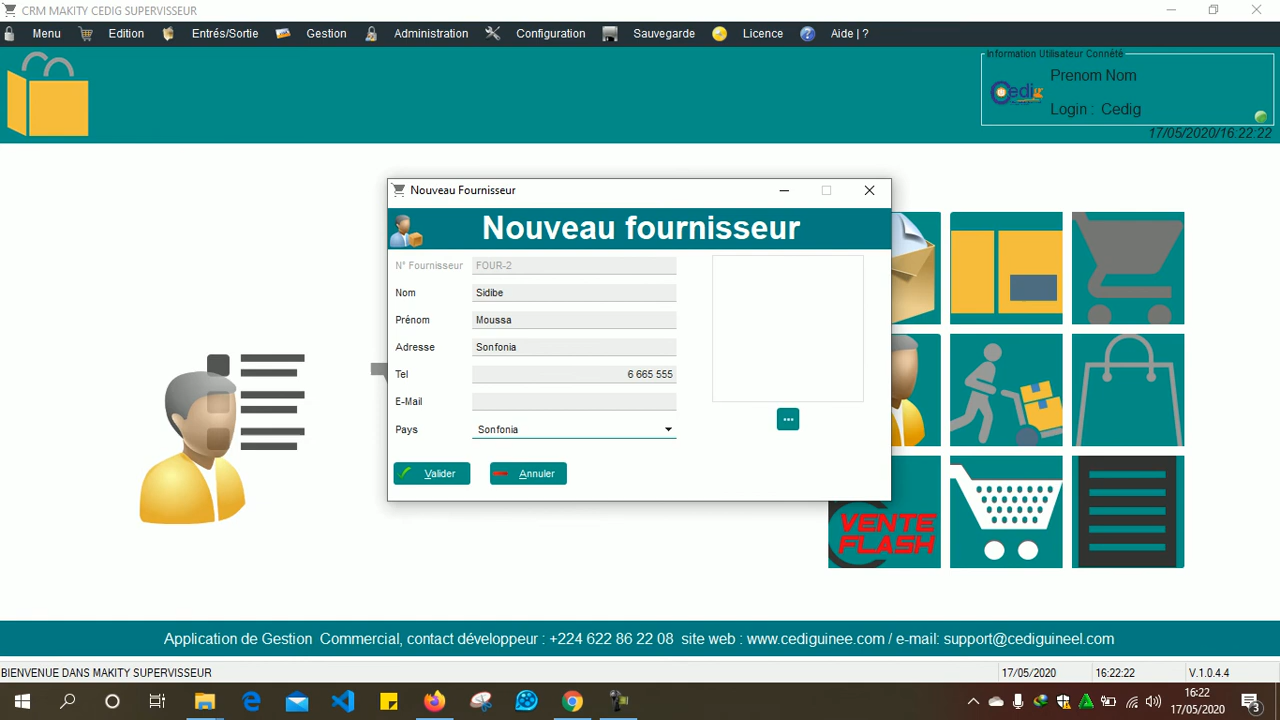 CRM MAKITY CEDIG SUPERVISSEUR
Menu Edition Entrés/Sortie Gestion Administration Configuration Sauvegarde Licence Aide | ?
Information Utilisateur Connété
Cedig
Prenom Nom
Login : Cedig
17/05/2020/16:22:22
Nouveau Fournisseur
Nouveau fournisseur
N° Fournisseur FOUR-2
Nom Sidibe
Prénom Moussa
Adresse Sonfonia
Tel 6 665 555
E-Mail
Pays Sonfonia
Valider Annuler
VENTE
FLASH
Application de Gestion Commercial, contact développeur : +224 622 86 22 08 site web : www.cediguinee.com / e-mail: support@cediguineel.com
BIENVENUE DANS MAKITY SUPERVISSEUR 17/05/2020 16:22:22 V.1.0.4.4
16:22
17/05/2020
3